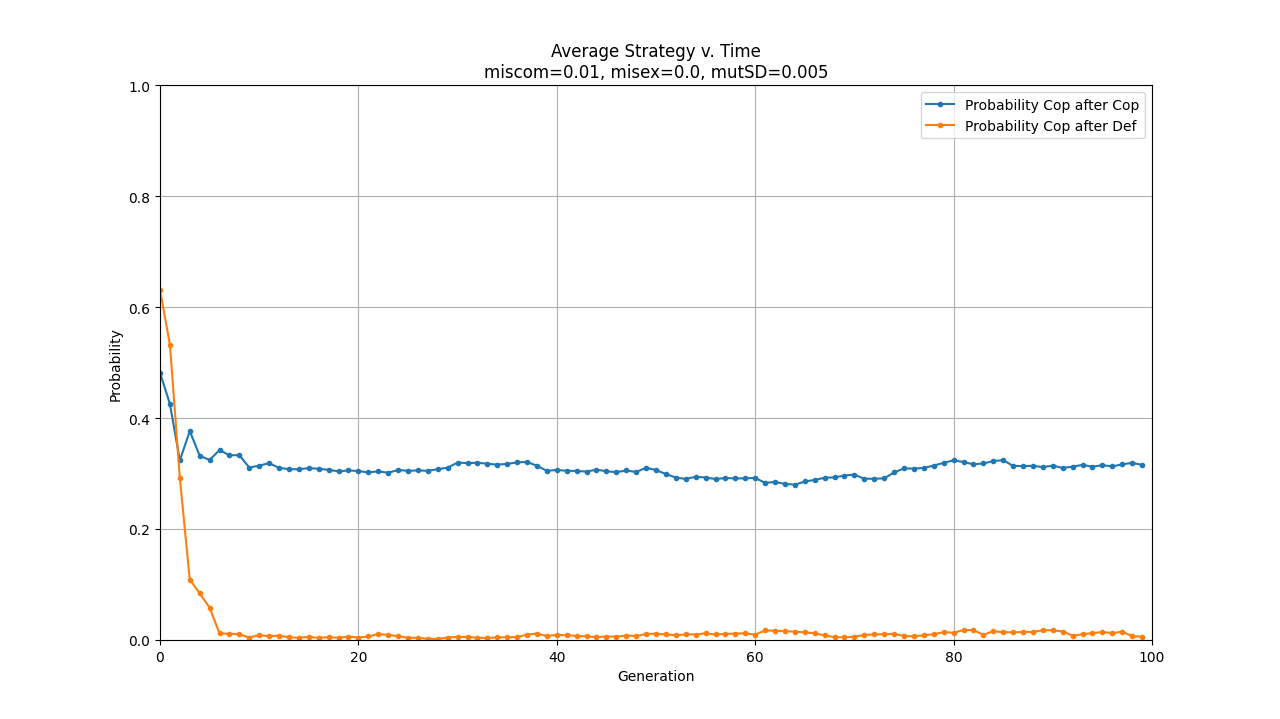 Average Strategy v. Time
miscom=0.01, misex=0.0, mutSD=0.005
Probability Cop after Cop
Probability Cop after Def
1.0
0.8
0.6
0.4
0.2
0.0
Probability
0 20 40 60 80 100
Generation